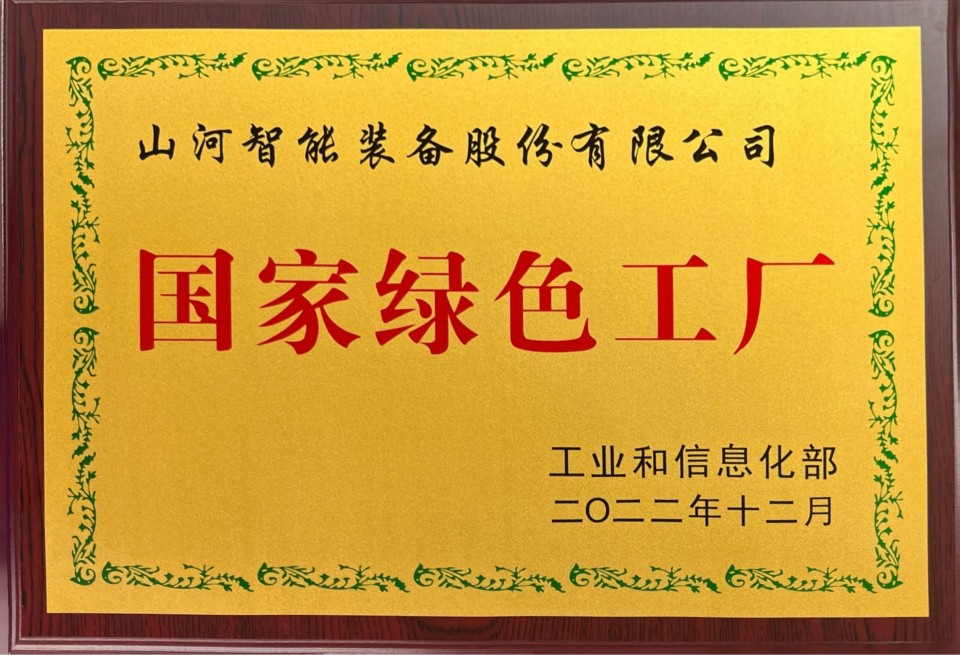 山河智能装备股份有限公司
国家绿色工厂
工业和信息化部
二〇二二年十二月